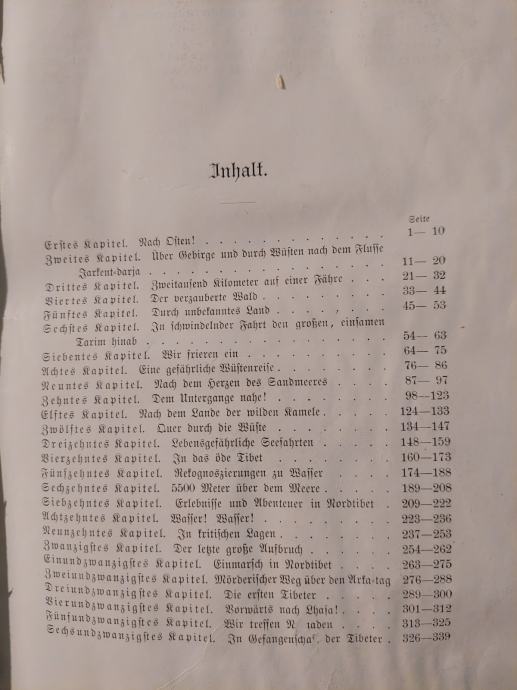 Inhalt.
Seite
Erstes Kapitel. Nach Osten! . . . . . . . . . . . . 1— 10
Zweites Kapitel. Über Gebirge und durch Wüsten nach dem Flusse
Jarkent-darja . . . . . . . . . . . . . . . 11— 20
Drittes Kapitel. Zweitausend Kilometer auf einer Fähre . . . 21— 32
Viertes Kapitel. Der verzauberte Wald . . . . . . . . 33— 44
Fünftes Kapitel. Durch unbekanntes Land . . . . . . . 45— 53
Sechstes Kapitel. In schwindelnder Fahrt den großen, einsamen
Tarim hinab . . . . . . . . . . . . . . . 54— 63
Siebentes Kapitel. Wir frieren ein . . . . . . . . . 64— 75
Achtes Kapitel. Eine gefährliche Wüstenreise . . . . . . 76— 86
Neuntes Kapitel. Nach dem Herzen des Sandmeeres . . . . 87— 97
Zehntes Kapitel. Dem Untergange nahe! . . . . . . . 98—123
Elftes Kapitel. Nach dem Lande der wilden Kamele . . . . 124—133
Zwölftes Kapitel. Quer durch die Wüste . . . . . . . 134—147
Dreizehntes Kapitel. Lebensgefährliche Seefahrten . . . . 148—159
Vierzehntes Kapitel. In das öde Tibet . . . . . . . 160—173
Fünfzehntes Kapitel. Rekognoszierungen zu Wasser . . . . 174—188
Sechzehntes Kapitel. 5500 Meter über dem Meere . . . . 189—208
Siebzehntes Kapitel. Erlebnisse und Abenteuer in Nordtibet . 209—222
Achtzehntes Kapitel. Wasser! Wasser! . . . . . . . 223—236
Neunzehntes Kapitel. In kritischen Lagen . . . . . . 237—253
Zwanzigstes Kapitel. Der letzte große Aufbruch . . . . . 254—262
Einundzwanzigstes Kapitel. Einmarsch in Nordtibet . . . 263—275
Zweiundzwanzigstes Kapitel. Mörderischer Weg über den Arka-tag 276—288
Dreiundzwanzigstes Kapitel. Die ersten Tibeter . . . . . 289—300
Vierundzwanzigstes Kapitel. Vorwärts nach Lhasa! . . . . 301—312
Fünfundzwanzigstes Kapitel. Wir treffen . . . . 313—325
Sechsundzwanzigstes Kapitel. In Gefangenschaft der Tibeter . 326—339